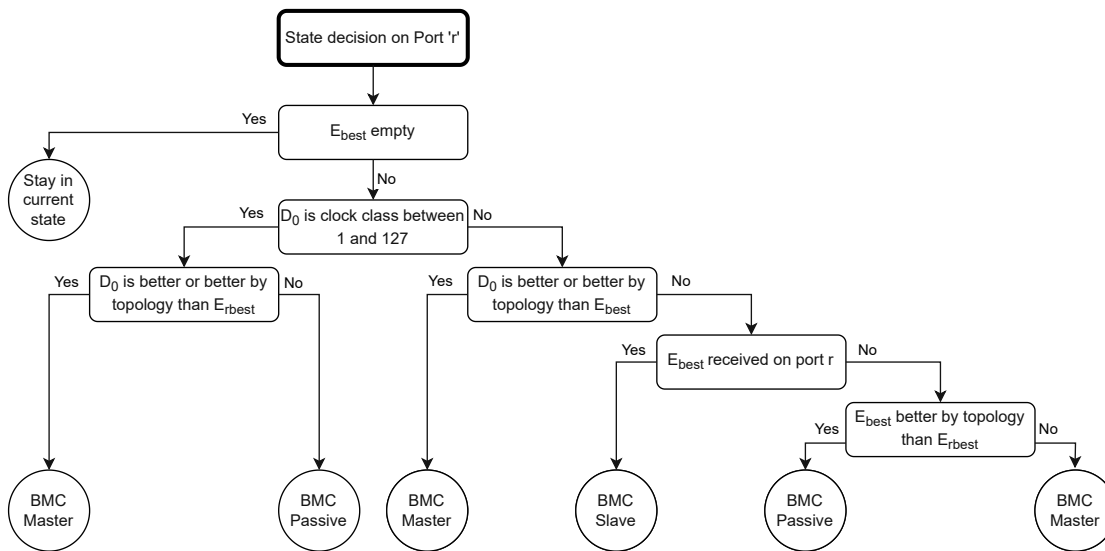 State decision on Port 'r'
Yes
E_best empty
Stay in
current
state
No
Yes
D_0 is clock class between
1 and 127
No
Yes
D_0 is better or better by
topology than E_rbest
No
Yes
D_0 is better or better by
topology than E_best
No
Yes
E_best received on port r
No
Yes
E_best better by topology
than E_rbest
No
BMC
Master
BMC
Passive
BMC
Master
BMC
Slave
BMC
Passive
BMC
Master